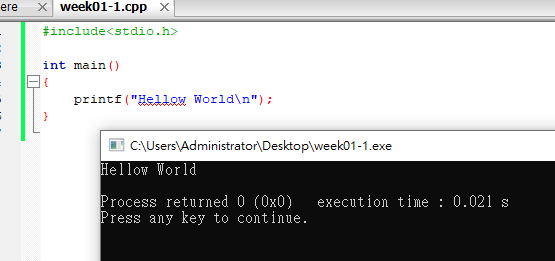 ere
week01-1.cpp
#include<stdio.h>
int main()
{
printf("Hellow World\n");
}
C:\Users\Administrator\Desktop\week01-1.exe
Hellow World
Process returned 0 (0x0)   execution time : 0.021 s
Press any key to continue.